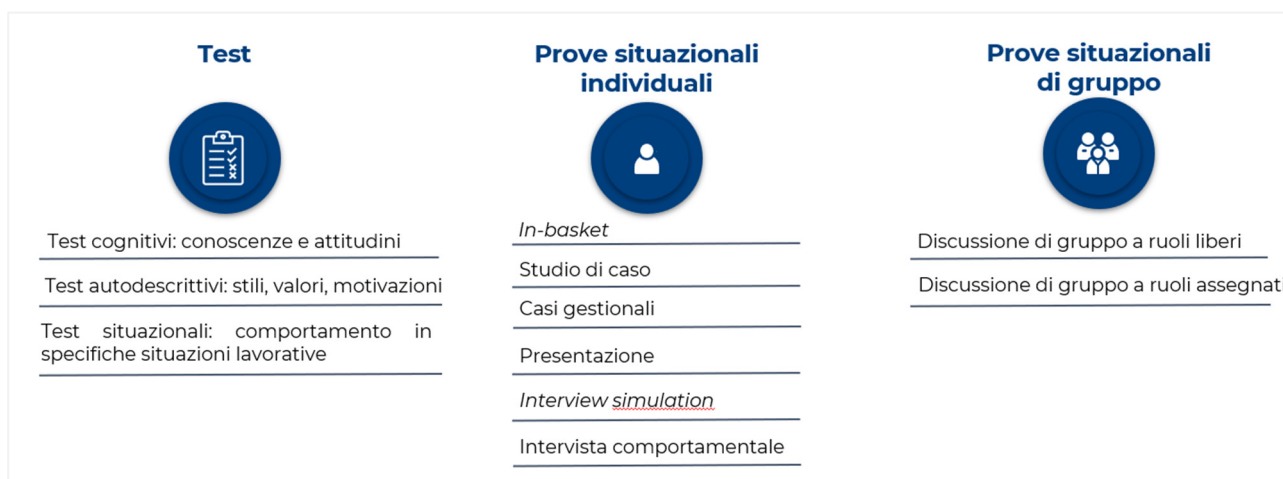 Test
Test cognitivi: conoscenze e attitudini
Test autodescrittivi: stili, valori, motivazioni
Test situazionali: comportamento in
specifiche situazioni lavorative
Prove situazionali
individuali
In-basket
Studio di caso
Casi gestionali
Presentazione
Interview simulation
Intervista comportamentale
Prove situazionali
di gruppo
Discussione di gruppo a ruoli liberi
Discussione di gruppo a ruoli assegnati